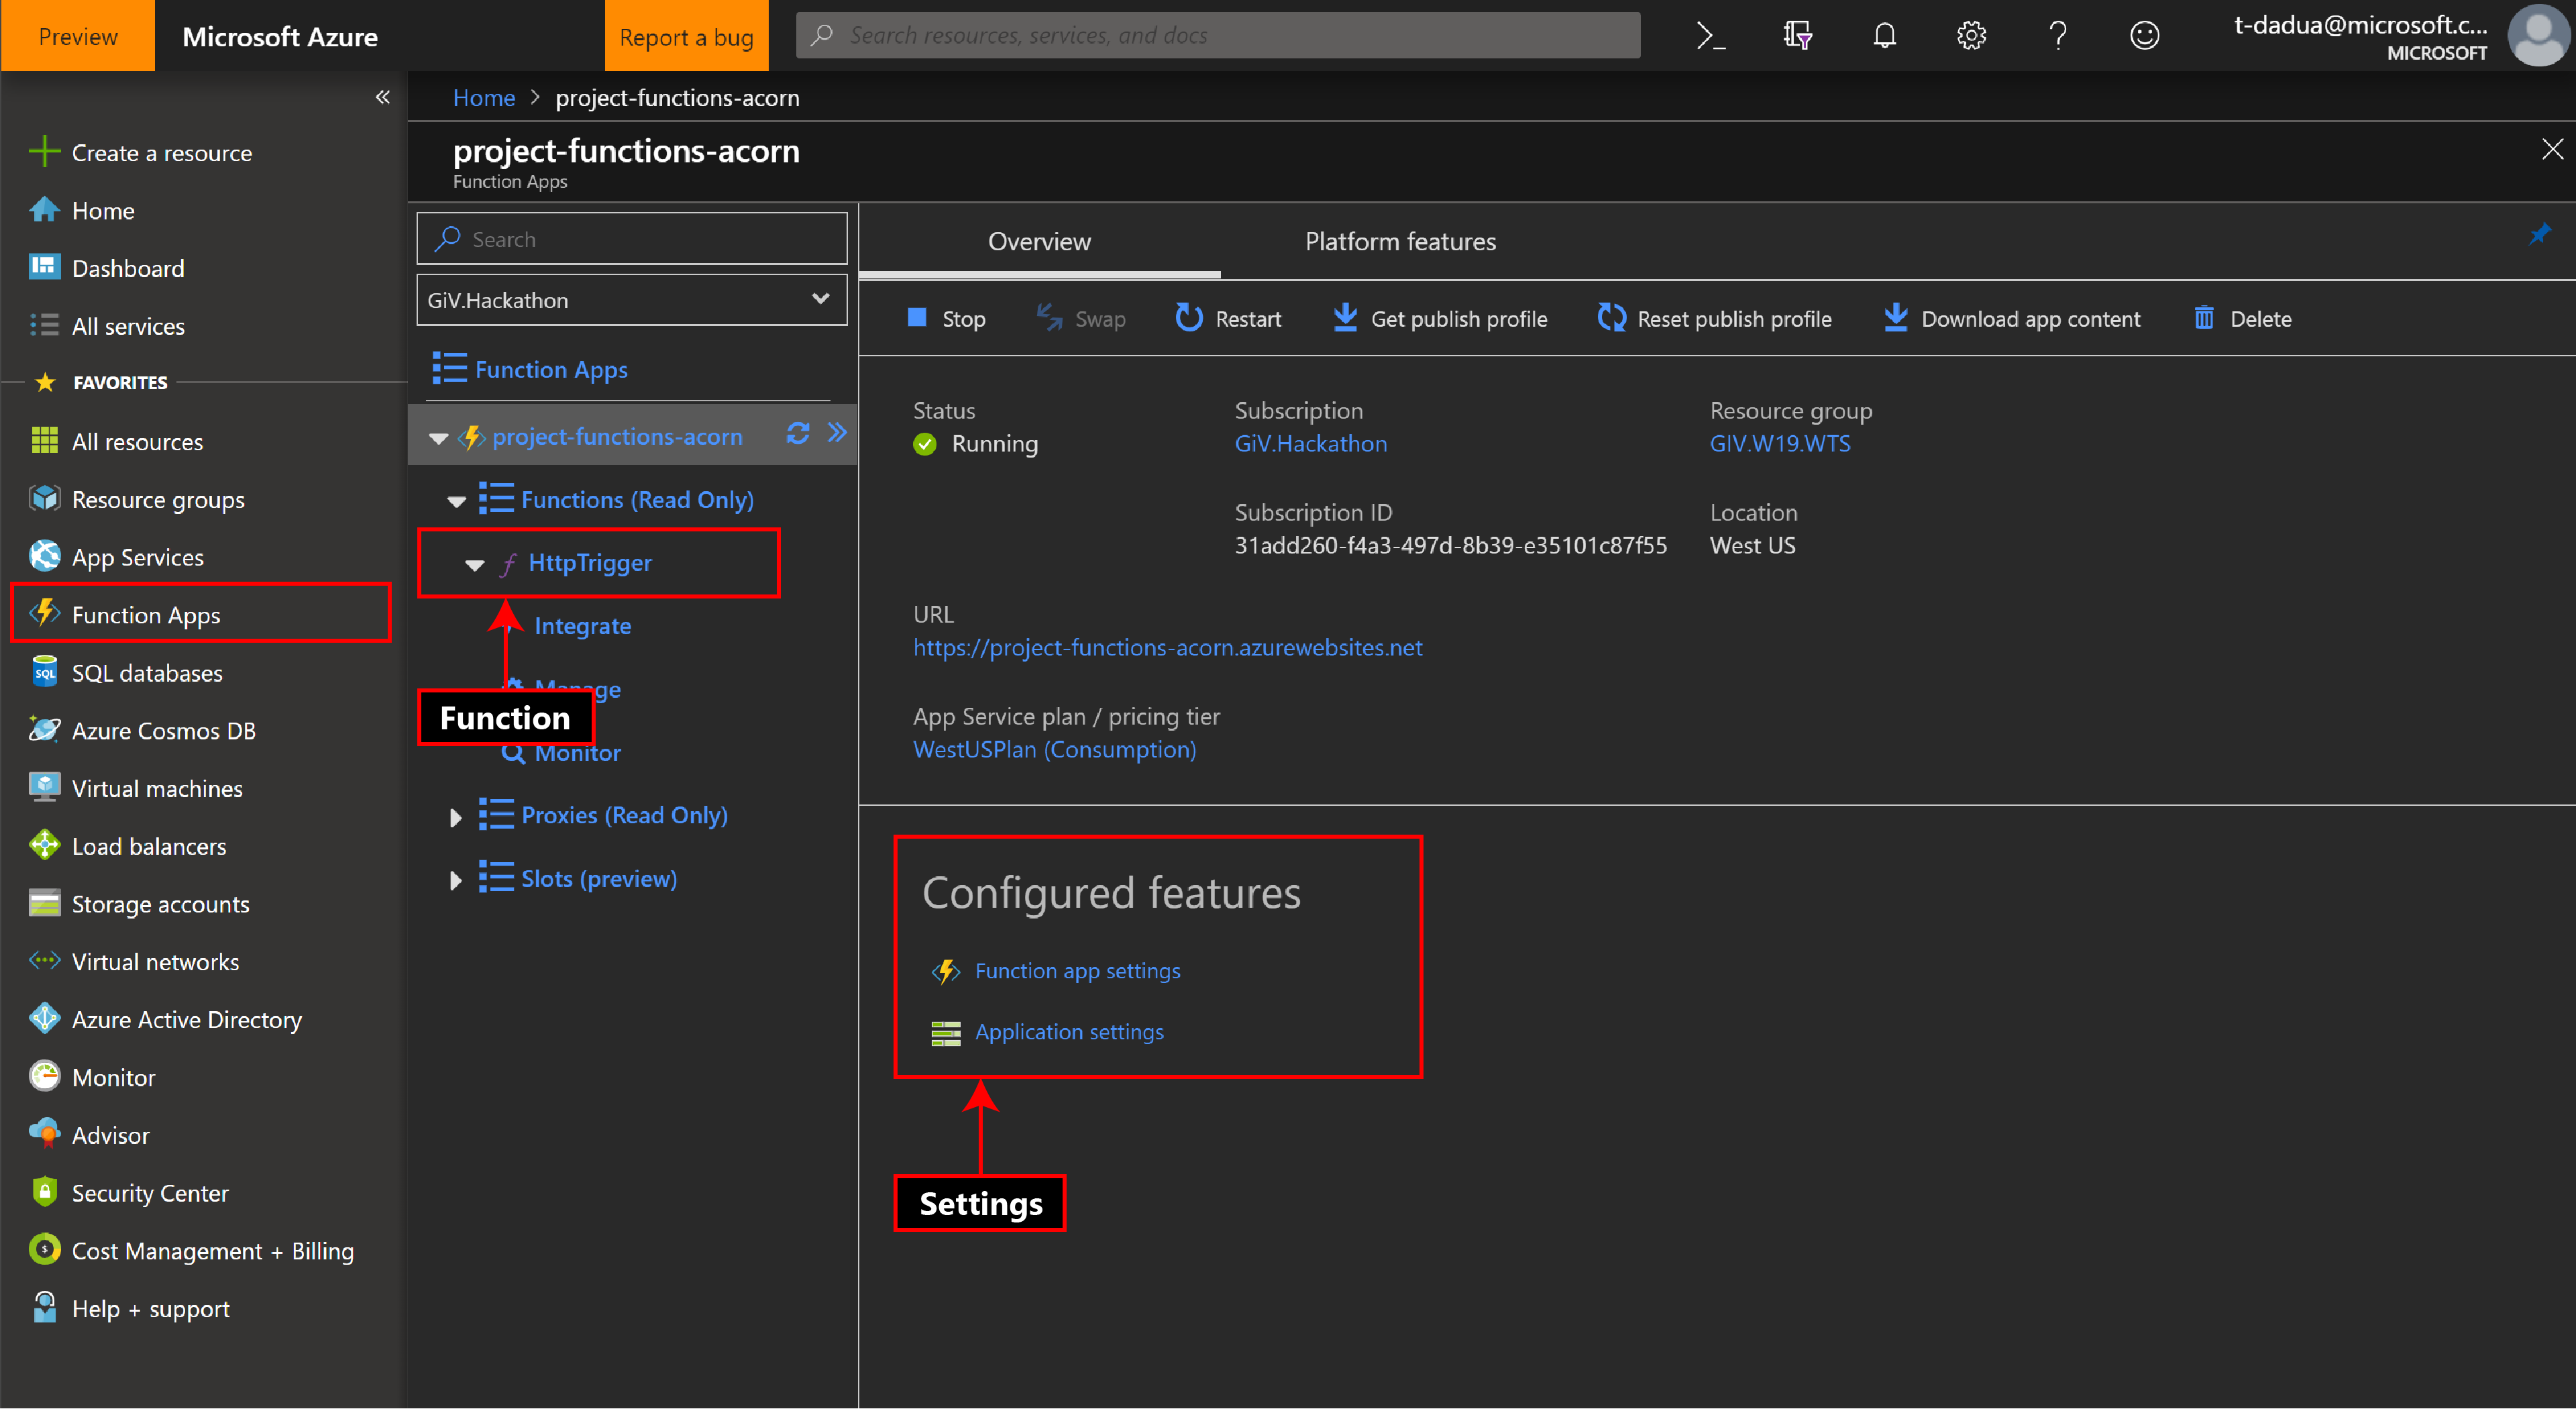 Preview
Microsoft Azure
Report a bug
Search resources, services, and docs
t-dadua@microsoft.c...
MICROSOFT
Create a resource
Home
Dashboard
All services
FAVORITES
All resources
Resource groups
App Services
Function Apps
SQL databases
Azure Cosmos DB
Virtual machines
Load balancers
Storage accounts
Virtual networks
Azure Active Directory
Monitor
Advisor
Security Center
Cost Management + Billing
Help + support
Home > project-functions-acorn
project-functions-acorn
Function Apps
Search
GiV.Hackathon
Function Apps
project-functions-acorn
Functions (Read Only)
HttpTrigger
Integrate
Manage
Function
Monitor
Proxies (Read Only)
Slots (preview)
Overview
Platform features
Stop
Swap
Restart
Get publish profile
Reset publish profile
Download app content
Delete
Status
Running
Subscription
GiV.Hackathon
Resource group
GIV.W19.WTS
Subscription ID
31add260-f4a3-497d-8b39-e35101c87f55
Location
West US
URL
https://project-functions-acorn.azurewebsites.net
App Service plan / pricing tier
WestUSPlan (Consumption)
Configured features
Function app settings
Application settings
Settings